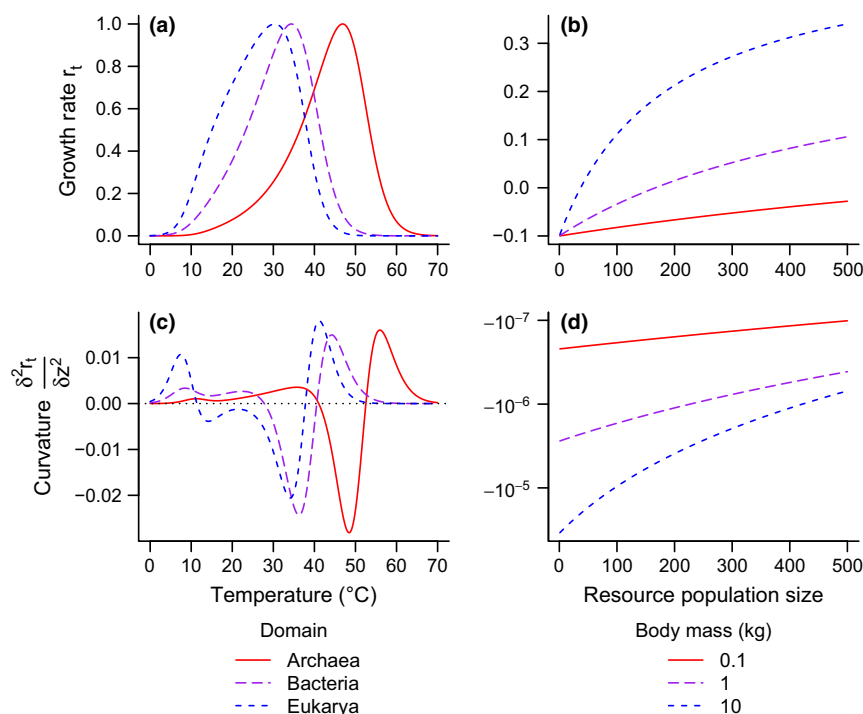 (a)
Growth rate r_t
1.0
0.8
0.6
0.4
0.2
0.0
0 10 20 30 40 50 60 70
(b)
0.3
0.2
0.1
0.0
−0.1
0 100 200 300 400 500
(c)
Curvature δ²r_t / δz²
0.01
0.00
−0.01
−0.02
0 10 20 30 40 50 60 70
Temperature (°C)
(d)
−10⁻⁷
−10⁻⁶
−10⁻⁵
0 100 200 300 400 500
Resource population size
Domain
Archaea
Bacteria
Eukarya
Body mass (kg)
0.1
1
10